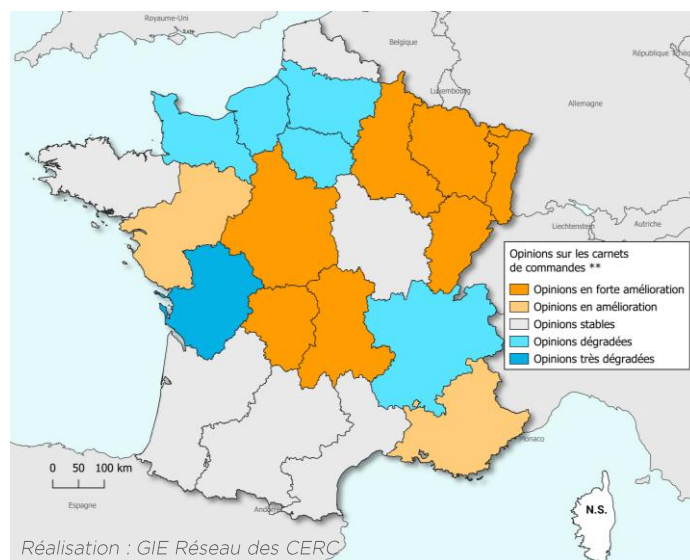 Royaume-Uni
Belgique
République Tchèque
Luxembourg
Allemagne
Liechtenstein
Autriche
Opinions sur les carnets
de commandes **
Opinions en forte amélioration
Opinions en amélioration
Opinions stables
Opinions dégradées
Opinions très dégradées
Monaco
0 50 100 km
Espagne
Andorre
N.S.
Réalisation : GIE Réseau des CERC